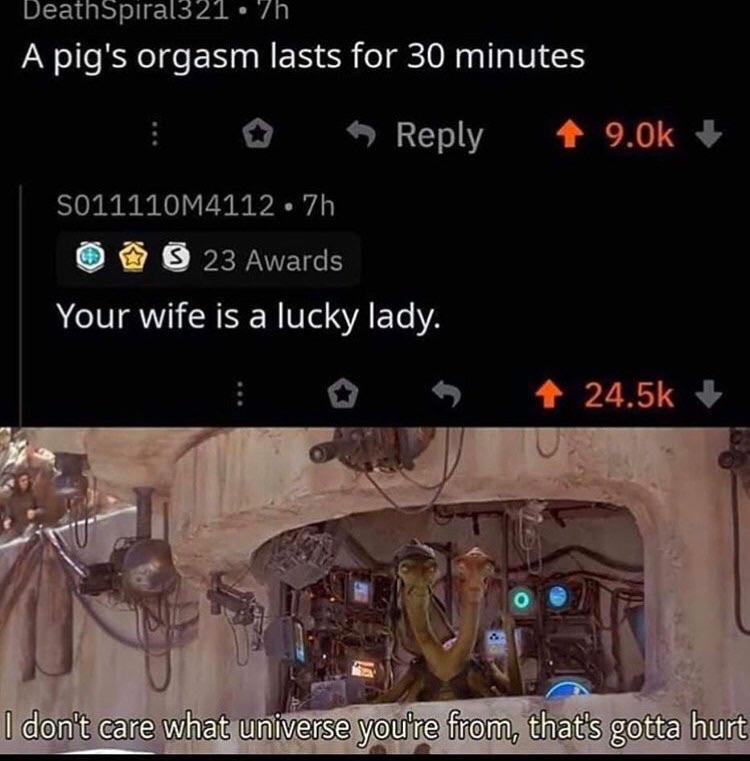 DeathSpiral321 • 7h
A pig's orgasm lasts for 30 minutes
Reply 9.0k
S011110M4112 • 7h
S 23 Awards
Your wife is a lucky lady.
24.5k
I don't care what universe you're from, that's gotta hurt